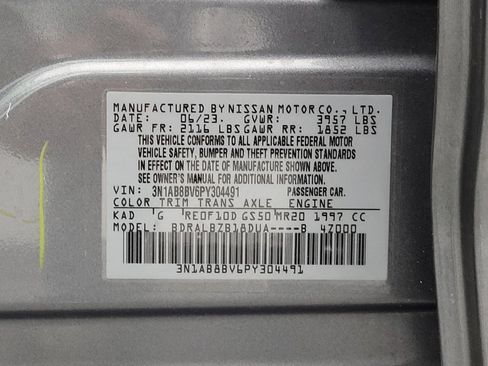 MANUFACTURED BY NISSAN MOTOR CO., LTD.
DATE: 06/23 GVWR: 3957 LBS
GAWR FR: 2116 LBS GAWR RR: 1852 LBS
THIS VEHICLE CONFORMS TO ALL
APPLICABLE FEDERAL MOTOR
VEHICLE SAFETY, BUMPER AND THEFT PREVENTION STANDARDS
IN EFFECT ON THE DATE OF MANUFACTURE SHOWN ABOVE.
SEE OWNER'S MANUAL FOR ADDITIONAL INFORMATION.
VIN: 3N1AB8BV6PY304491 PASSENGER CAR.
COLOR TRIM TRANS AXLE ENGINE
KAD 'G RE0F10D GS50 MR20 1997 CC
MODEL: BDRALBZB18DUA----B 4Z000
3N1AB8BV6PY304491